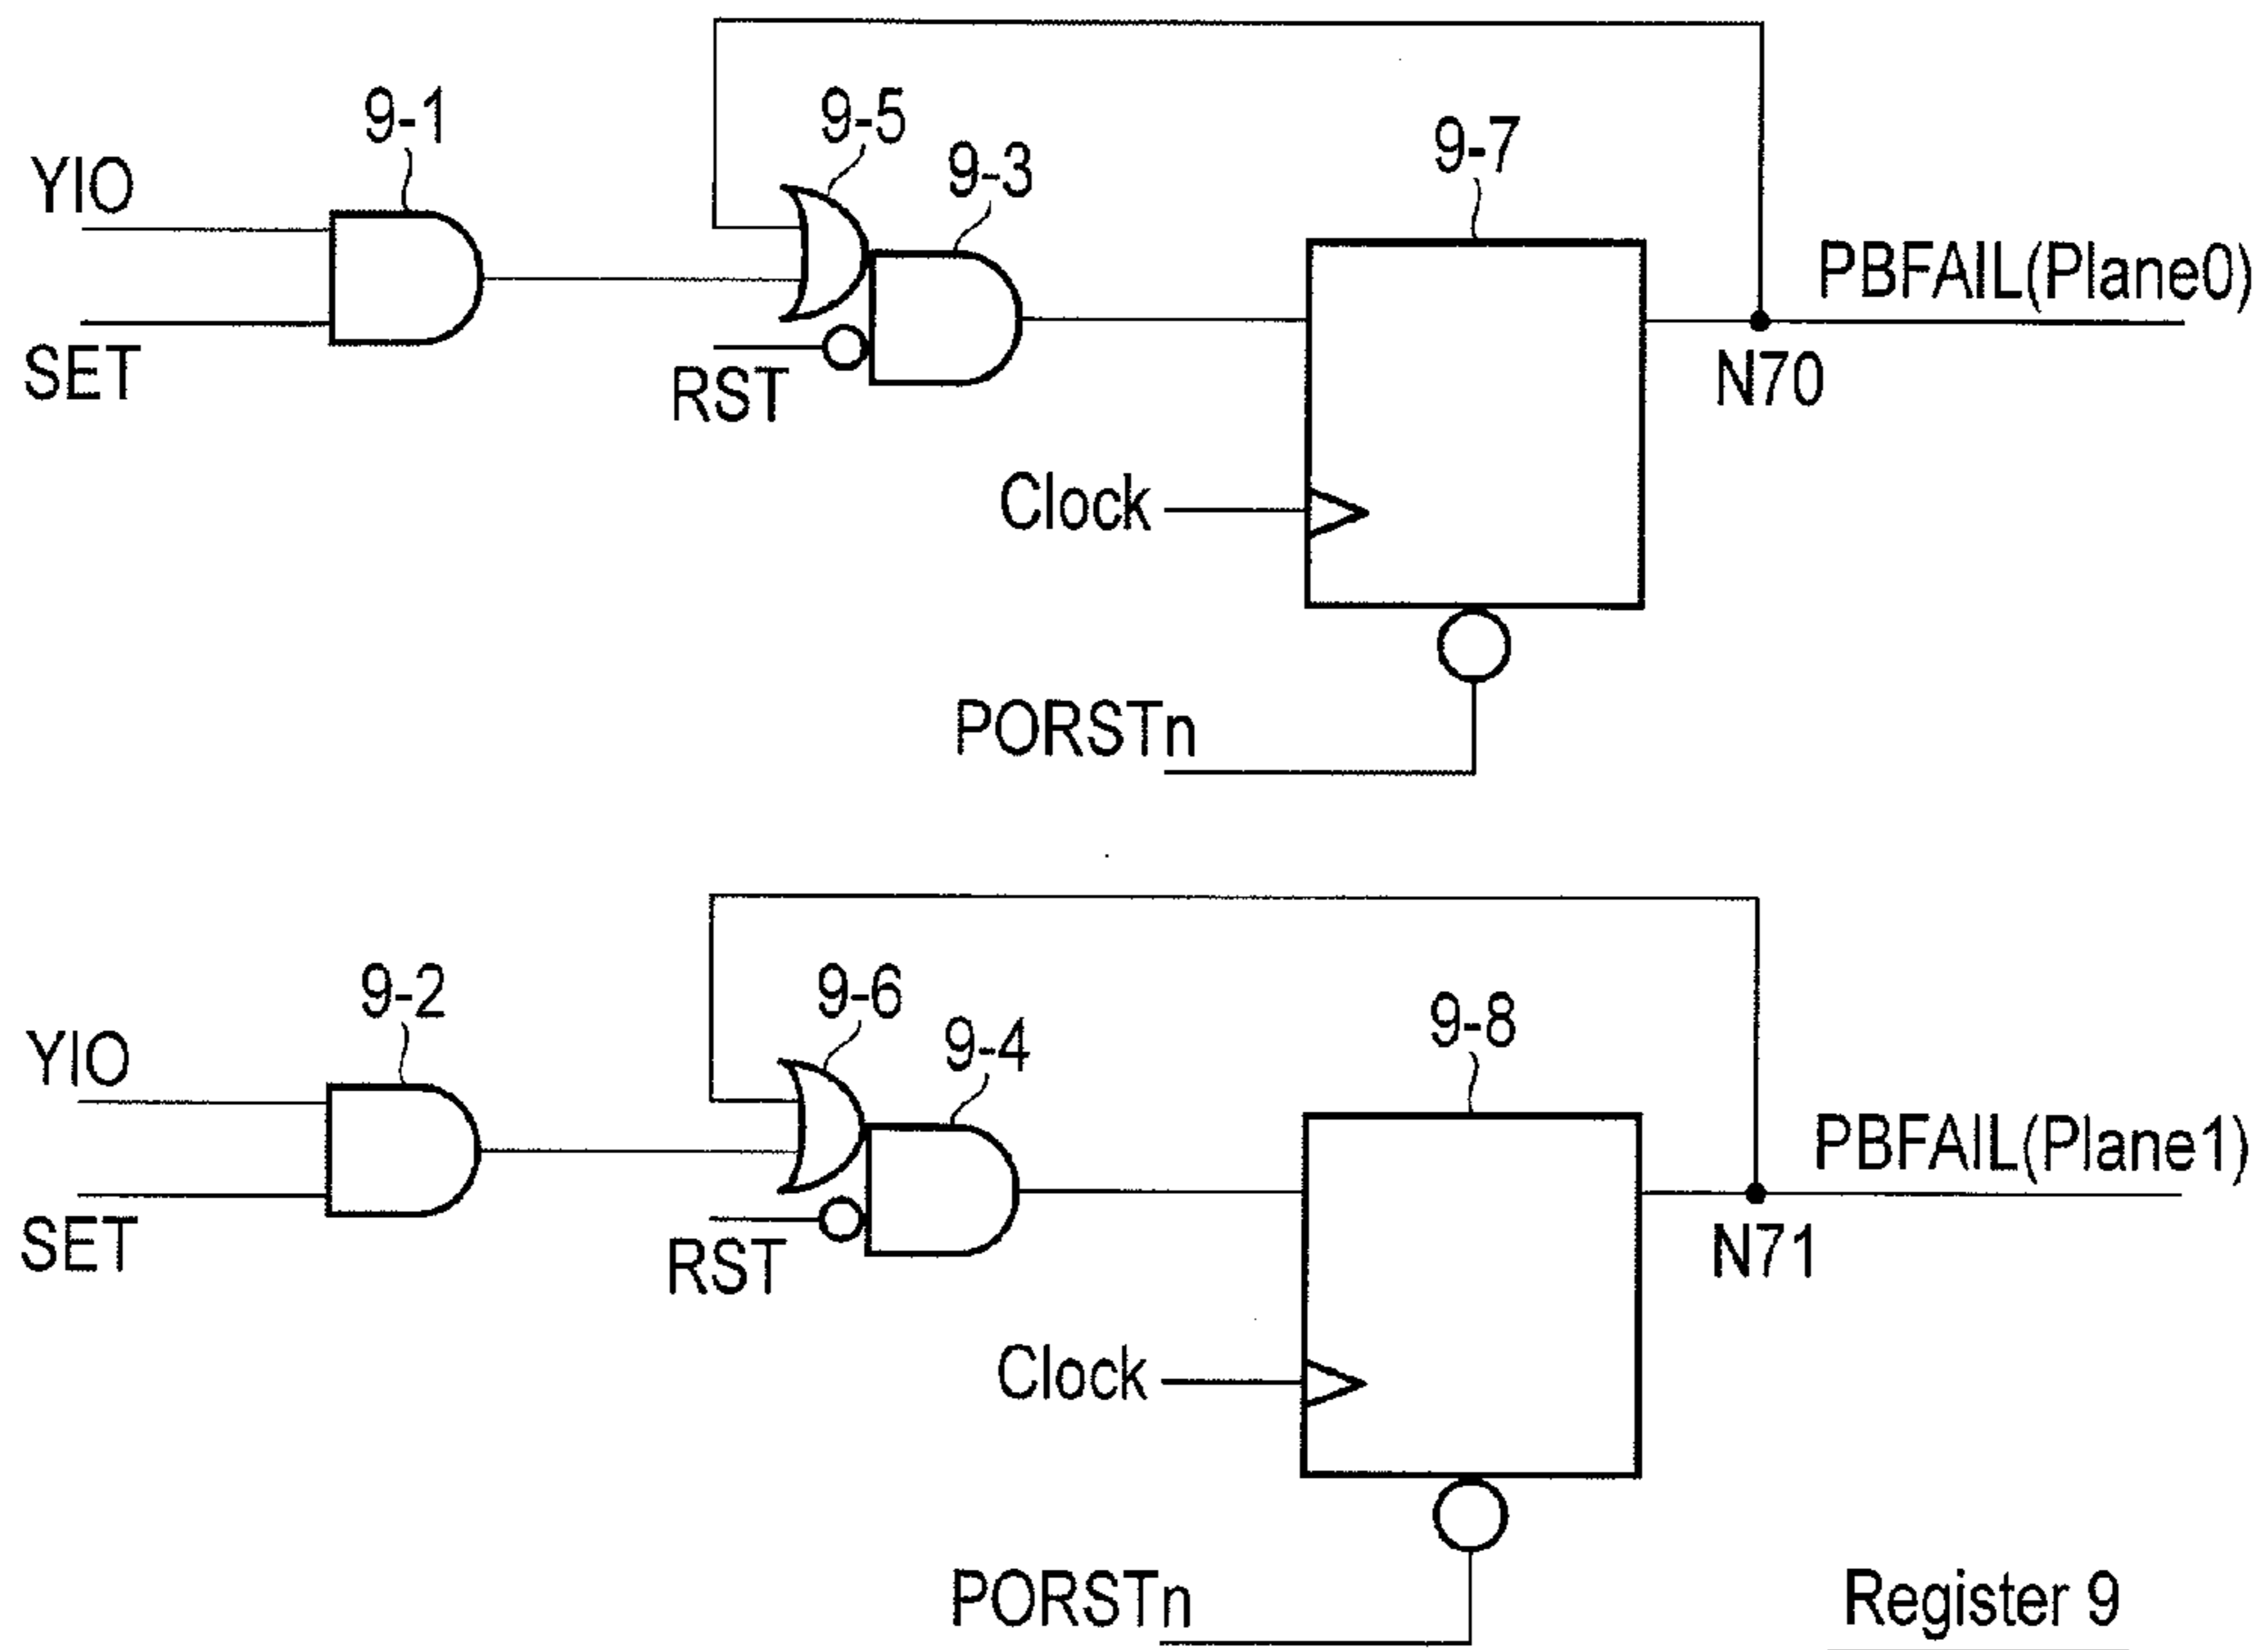 9-1
9-5
9-3
9-7
YIO
SET
RST
PBFAIL(Plane0)
N70
Clock
PORSTn
9-2
9-6
9-4
9-8
YIO
SET
RST
PBFAIL(Plane1)
N71
Clock
PORSTn
Register 9